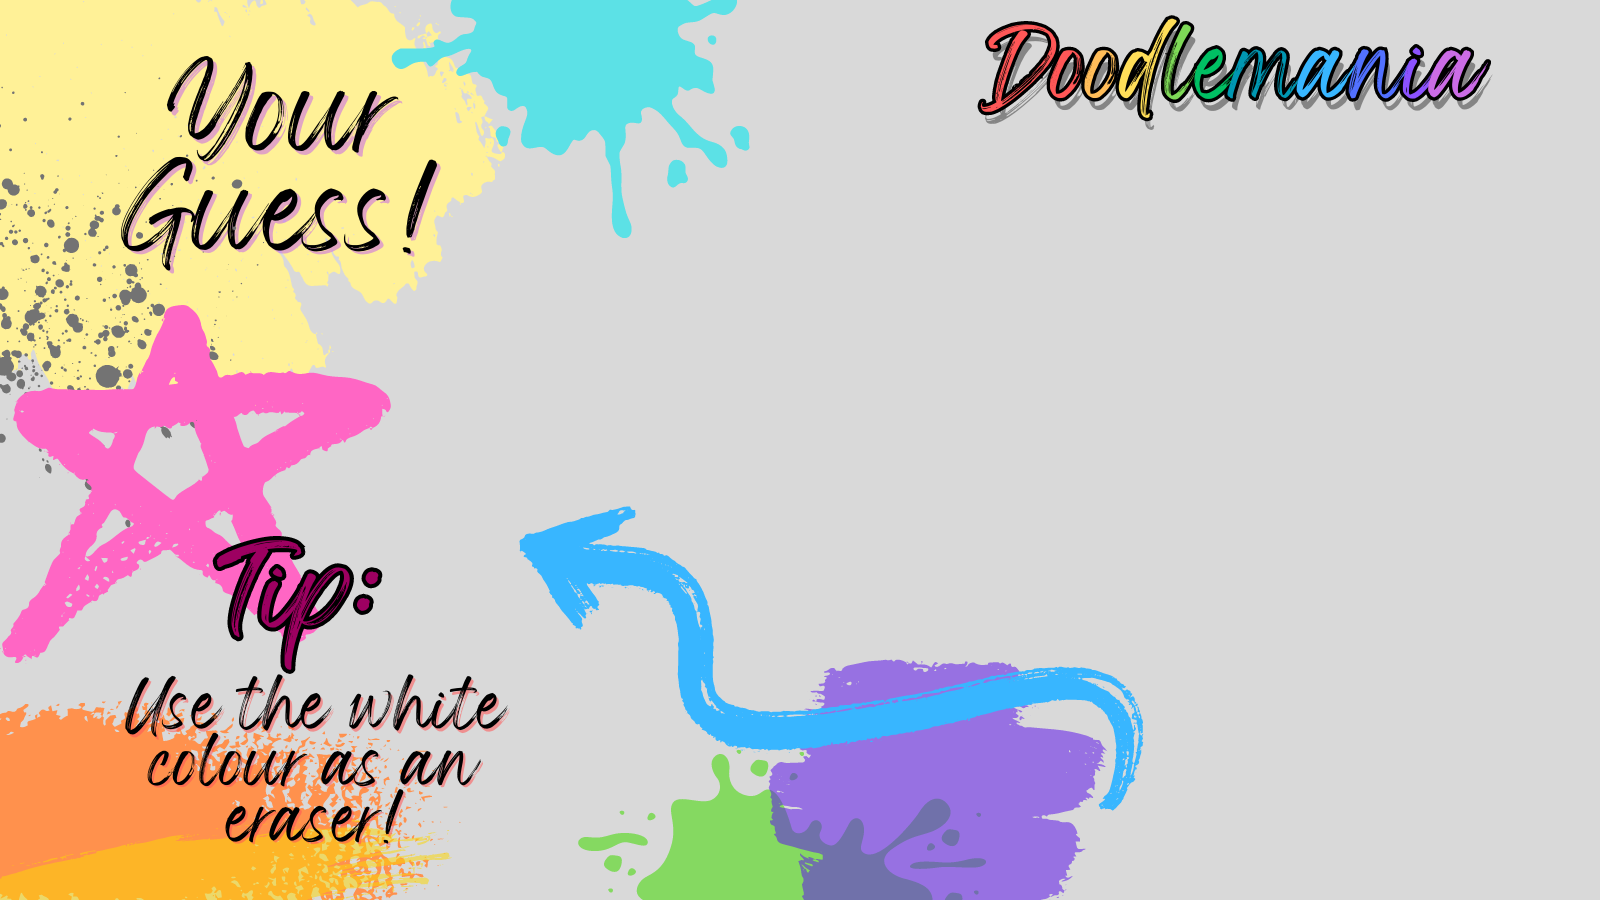 Doodlemania
Your
Guess!
Tip:
Use the white
colour as an
eraser!